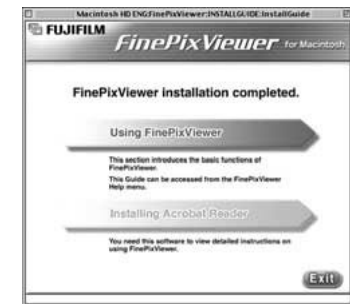 Macintosh HD ENG:FinePixViewer:INSTALLGUIDE:InstallGuide
FUJIFILM
FinePixViewer for Macintosh
FinePixViewer installation completed.
Using FinePixViewer
This section introduces the basic functions of
FinePixViewer.
This Guide can be accessed from the FinePixViewer
Help menu.
Installing Acrobat Reader
You need this software to view detailed instructions on
using FinePixViewer.
Exit